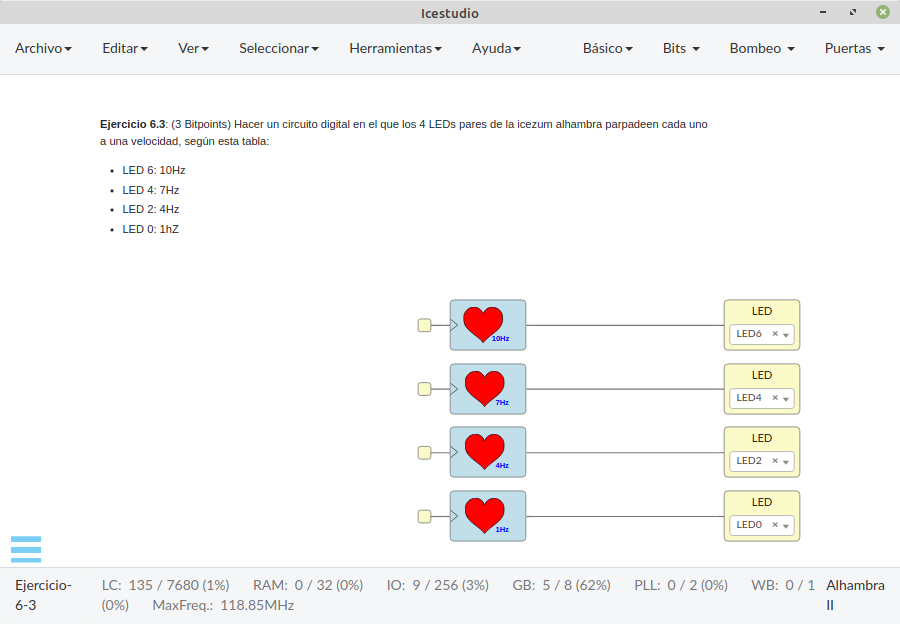 Icestudio
Archivo Editar Ver Seleccionar Herramientas Ayuda Básico Bits Bombeo Puertas
Ejercicio 6.3: (3 Bitpoints) Hacer un circuito digital en el que los 4 LEDs pares de la icezum alhambra parpadeen cada uno
a una velocidad, según esta tabla:
• LED 6: 10Hz
• LED 4: 7Hz
• LED 2: 4Hz
• LED 0: 1hZ
LED
10Hz LED6
LED
7Hz LED4
LED
4Hz LED2
LED
1Hz LED0
Ejercicio- LC: 135 / 7680 (1%) RAM: 0 / 32 (0%) IO: 9 / 256 (3%) GB: 5 / 8 (62%) PLL: 0 / 2 (0%) WB: 0 / 1 Alhambra
6-3 (0%) MaxFreq.: 118.85MHz II